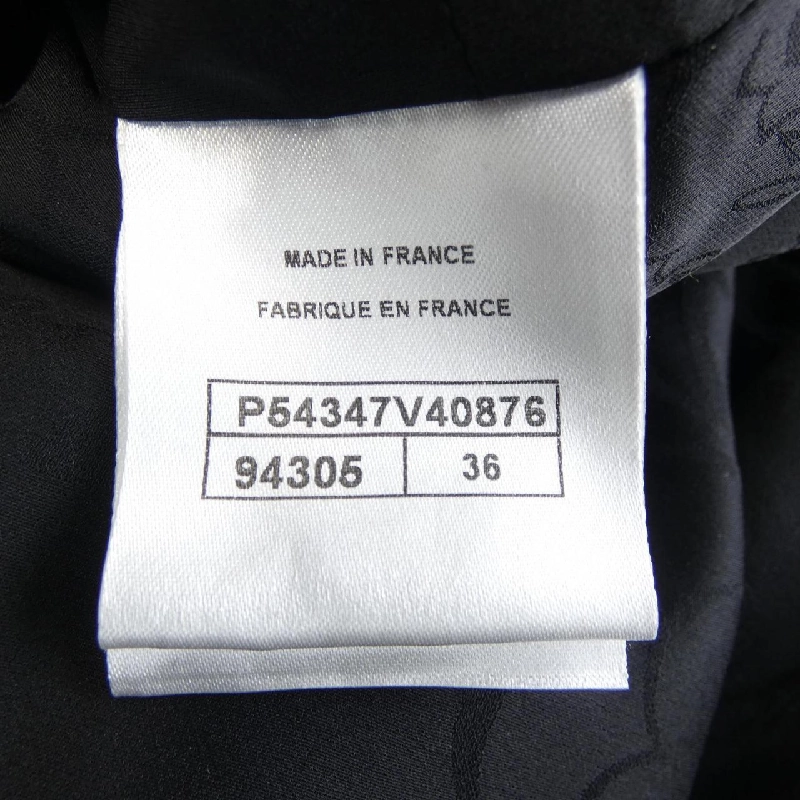 MADE IN FRANCE
FABRIQUE EN FRANCE
P54347V40876
94305 36